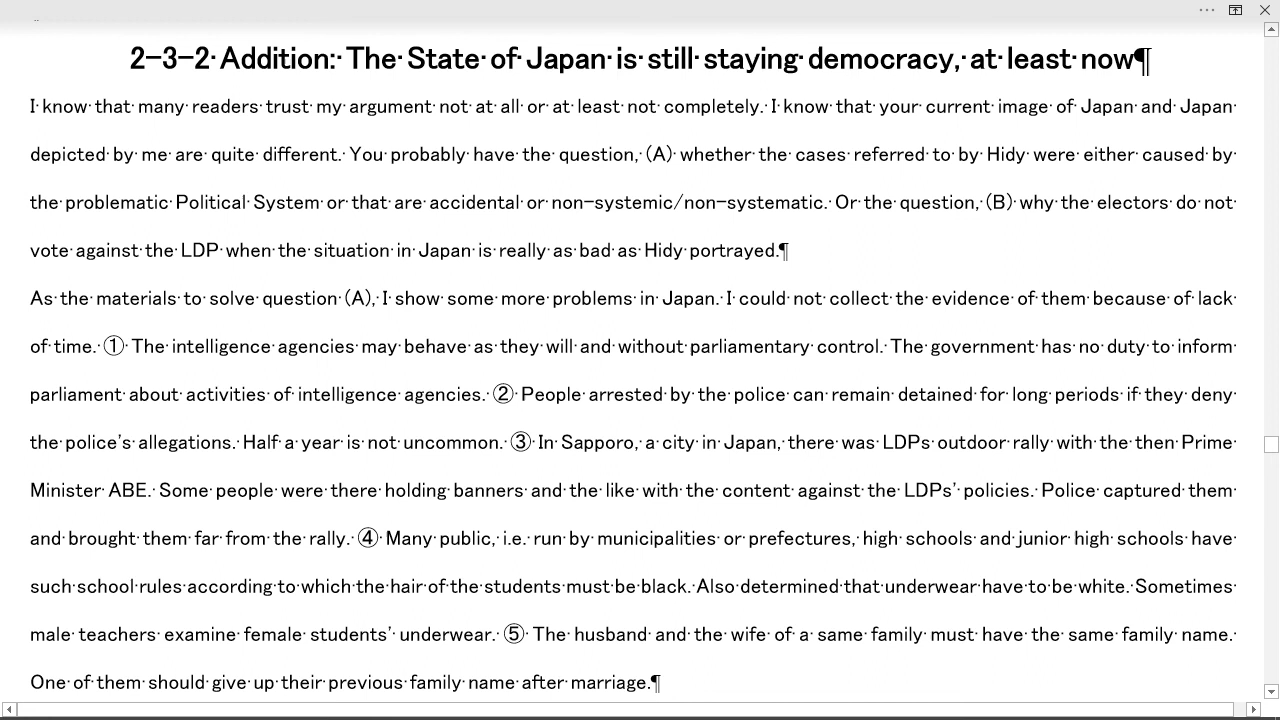 2-3-2 Addition: The State of Japan is still staying democracy, at least now
I know that many readers trust my argument not at all or at least not completely. I know that your current image of Japan and Japan
depicted by me are quite different. You probably have the question, (A) whether the cases referred to by Hidy were either caused by
the problematic Political System or that are accidental or non-systemic/non-systematic. Or the question, (B) why the electors do not
vote against the LDP when the situation in Japan is really as bad as Hidy portrayed.
As the materials to solve question (A), I show some more problems in Japan. I could not collect the evidence of them because of lack
of time. ① The intelligence agencies may behave as they will and without parliamentary control. The government has no duty to inform
parliament about activities of intelligence agencies. ② People arrested by the police can remain detained for long periods if they deny
the police's allegations. Half a year is not uncommon. ③ In Sapporo, a city in Japan, there was LDPs outdoor rally with the then Prime
Minister ABE. Some people were there holding banners and the like with the content against the LDPs' policies. Police captured them
and brought them far from the rally. ④ Many public, i.e. run by municipalities or prefectures, high schools and junior high schools have
such school rules according to which the hair of the students must be black. Also determined that underwear have to be white. Sometimes
male teachers examine female students' underwear. ⑤ The husband and the wife of a same family must have the same family name.
One of them should give up their previous family name after marriage.